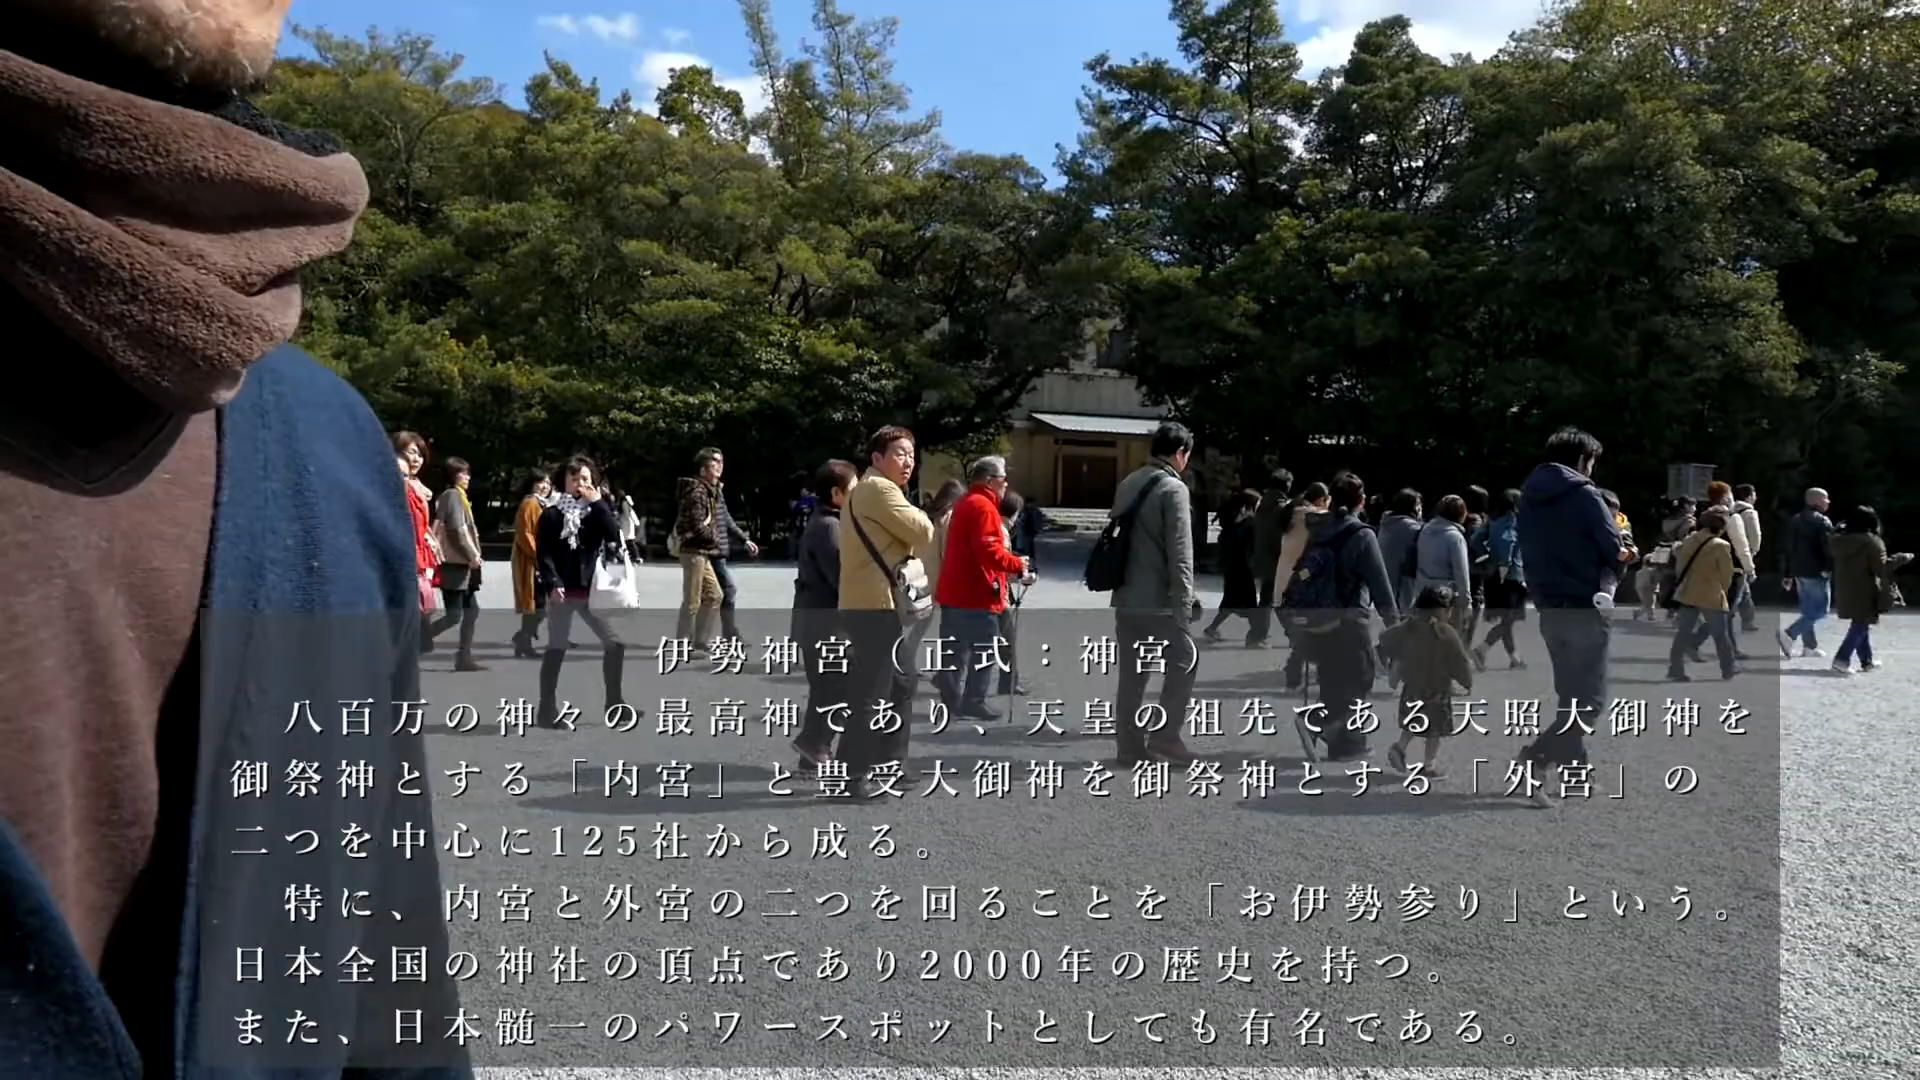 伊勢神宮（正式：神宮）
八百万の神々の最高神であり、天皇の祖先である天照大御神を
御祭神とする「内宮」と豊受大御神を御祭神とする「外宮」の
二つを中心に125社から成る。
特に、内宮と外宮の二つを回ることを「お伊勢参り」という。
日本全国の神社の頂点であり2000年の歴史を持つ。
また、日本髄一のパワースポットとしても有名である。